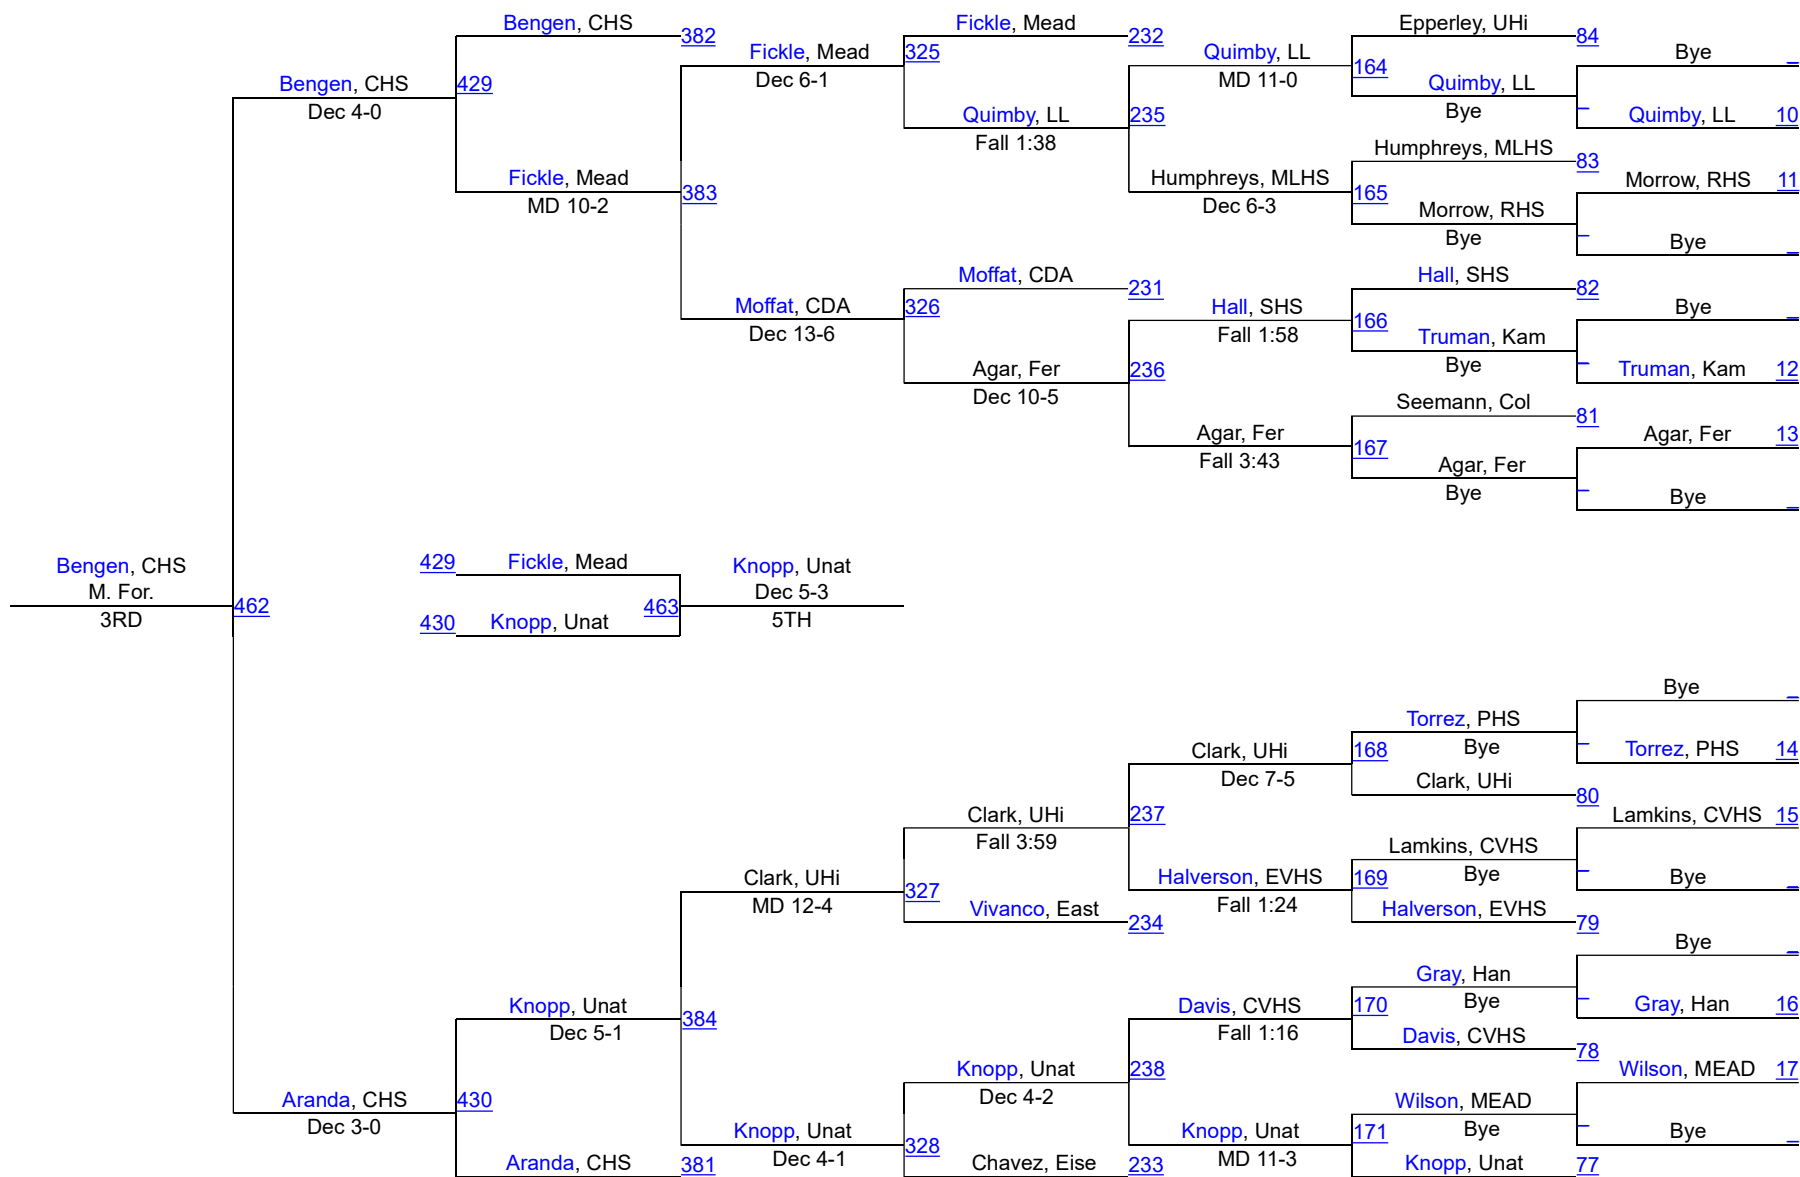 Bengen, CHS 382
Fickle, Mead 232
Epperley, UHi 84
Bye _
Fickle, Mead 325
Dec 6-1
Quimby, LL
MD 11-0
164
Bengen, CHS 429
Dec 4-0
Quimby, LL
Bye
_
Quimby, LL 10
Quimby, LL 235
Fall 1:38
Humphreys, MLHS 83
Fickle, Mead
MD 10-2
383
Humphreys, MLHS
Dec 6-3
165
Morrow, RHS 11
Morrow, RHS
Bye
_
Bye _
Moffat, CDA 231
Hall, SHS 82
Moffat, CDA
Dec 13-6
326
Hall, SHS
Fall 1:58
166
Bye _
Truman, Kam
Bye
_
Truman, Kam 12
Agar, Fer
Dec 10-5
236
Seemann, Col 81
Agar, Fer
Fall 3:43
167
Agar, Fer 13
Agar, Fer
Bye
_
Bye _
Bengen, CHS
M. For.
3RD
462
429 Fickle, Mead
430 Knopp, Unat
463
Knopp, Unat
Dec 5-3
5TH
Bye _
Torrez, PHS
Bye
_
Torrez, PHS 14
Clark, UHi
Dec 7-5
168
Clark, UHi 80
Clark, UHi
Fall 3:59
237
Lamkins, CVHS 15
Lamkins, CVHS
Bye
_
Bye _
Clark, UHi
MD 12-4
327
Halverson, EVHS
Fall 1:24
169
Vivanco, East 234
Halverson, EVHS 79
Bye _
Gray, Han
Bye
_
Gray, Han 16
Knopp, Unat
Dec 5-1
384
Davis, CVHS
Fall 1:16
170
Davis, CVHS 78
Knopp, Unat
Dec 4-2
238
Wilson, MEAD 17
Aranda, CHS
Dec 3-0
430
Wilson, MEAD
Bye
_
Bye _
Knopp, Unat
Dec 4-1
328
Knopp, Unat
MD 11-3
171
Aranda, CHS 381
Chavez, Eise 233
Knopp, Unat 77